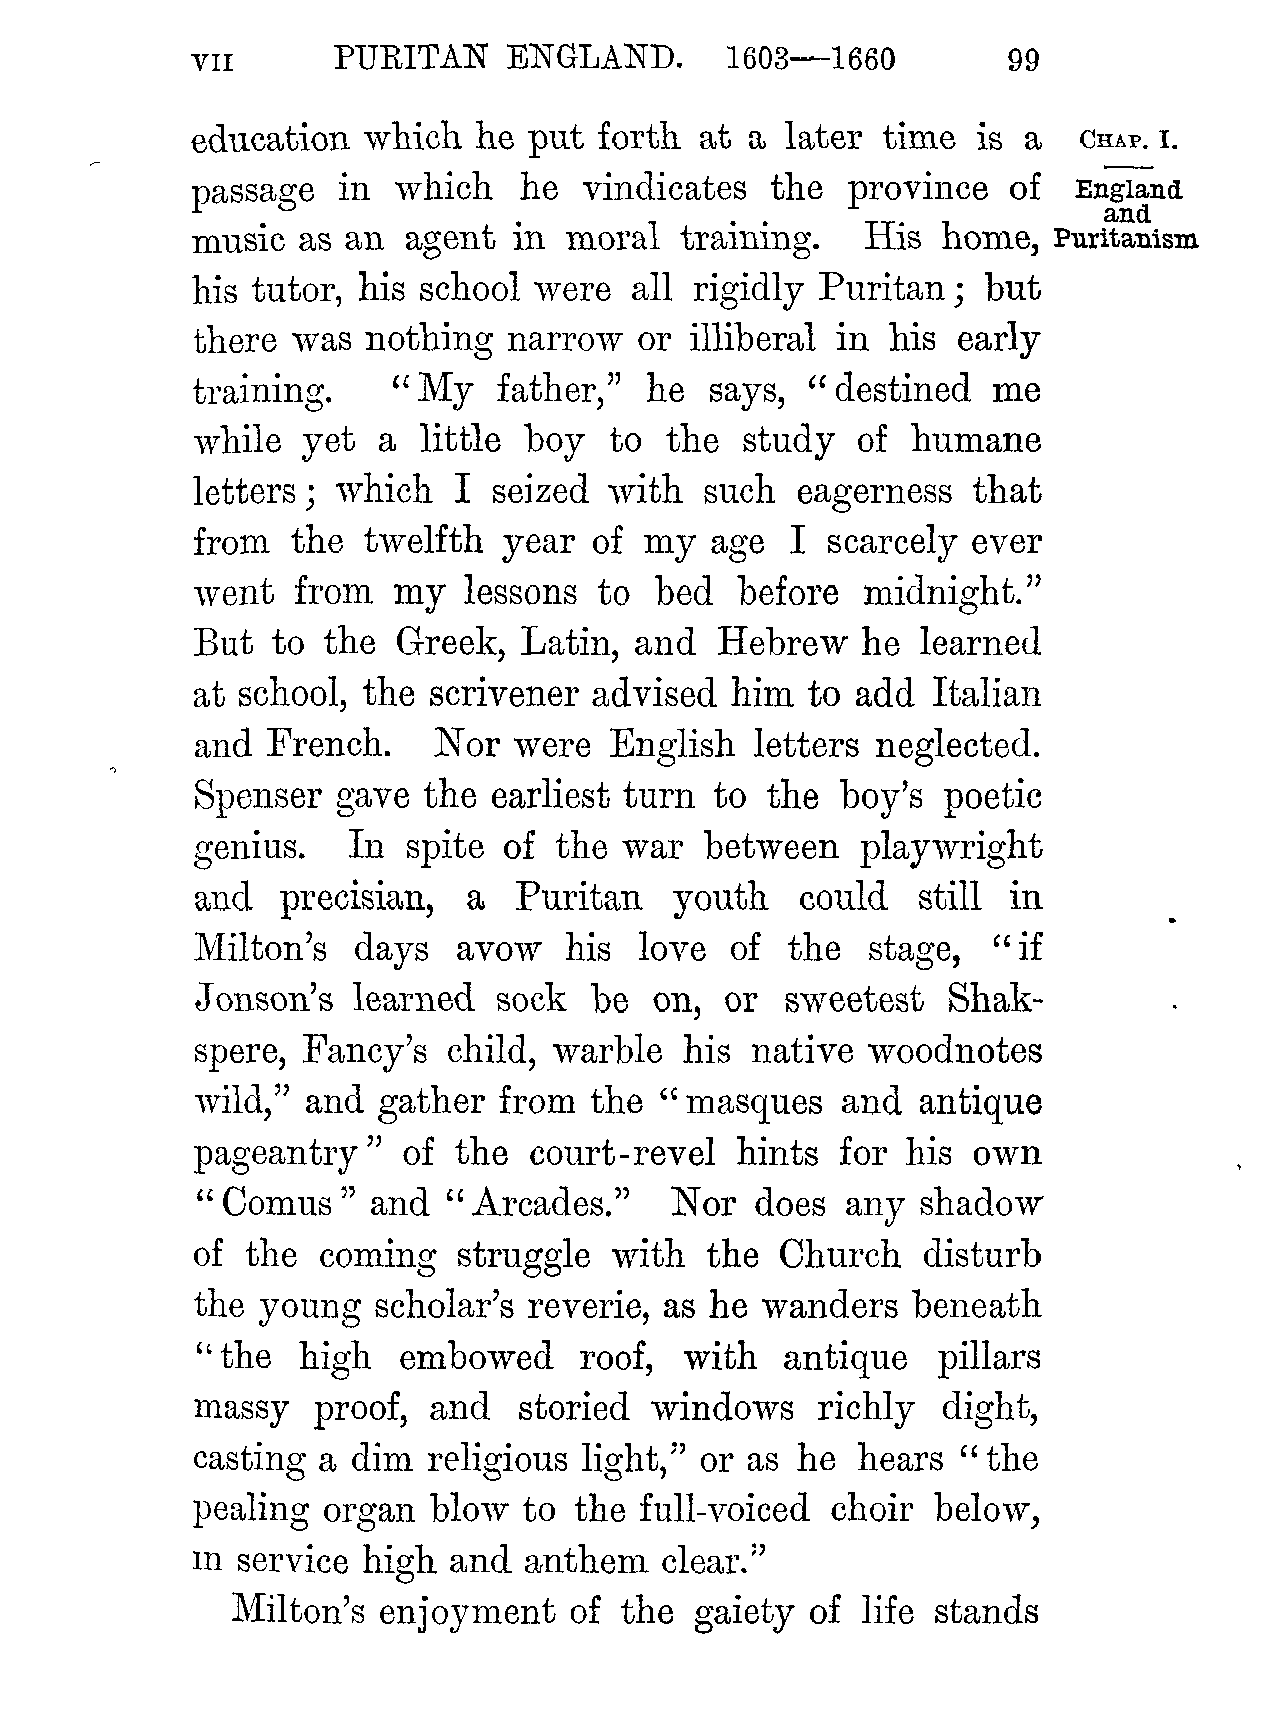 VII PURITAN ENGLAND. 1603—1660 99
education which he put forth at a later time is a
passage in which he vindicates the province of
music as an agent in moral training. His home,
his tutor, his school were all rigidly Puritan; but
there was nothing narrow or illiberal in his early
training. "My father," he says, "destined me
while yet a little boy to the study of humane
letters; which I seized with such eagerness that
from the twelfth year of my age I scarcely ever
went from my lessons to bed before midnight."
But to the Greek, Latin, and Hebrew he learned
at school, the scrivener advised him to add Italian
and French. Nor were English letters neglected.
Spenser gave the earliest turn to the boy's poetic
genius. In spite of the war between playwright
and precisian, a Puritan youth could still in
Milton's days avow his love of the stage, "if
Jonson's learned sock be on, or sweetest Shak-
spere, Fancy's child, warble his native woodnotes
wild," and gather from the "masques and antique
pageantry" of the court-revel hints for his own
"Comus" and "Arcades." Nor does any shadow
of the coming struggle with the Church disturb
the young scholar's reverie, as he wanders beneath
"the high embowed roof, with antique pillars
massy proof, and storied windows richly dight,
casting a dim religious light," or as he hears "the
pealing organ blow to the full-voiced choir below,
in service high and anthem clear."
Milton's enjoyment of the gaiety of life stands
CHAP. I.
England
and
Puritanism